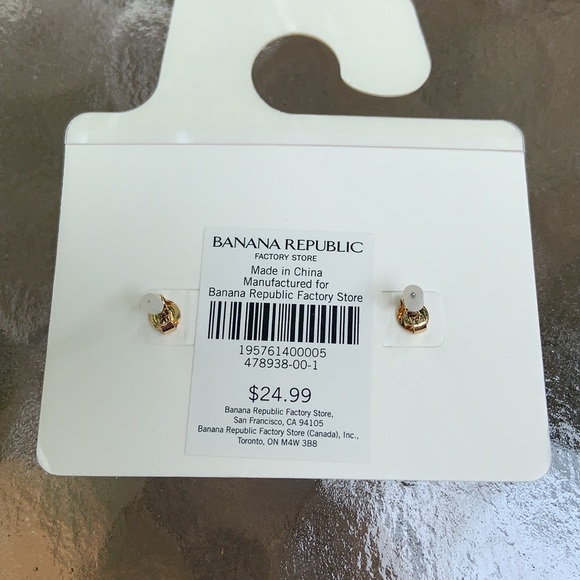 BANANA REPUBLIC
FACTORY STORE
Made in China
Manufactured for
Banana Republic Factory Store
195761400005
478938-00-1
$24.99
Banana Republic Factory Store,
San Francisco, CA 94105
Banana Republic Factory Store (Canada), Inc.,
Toronto, ON M4W 3B8